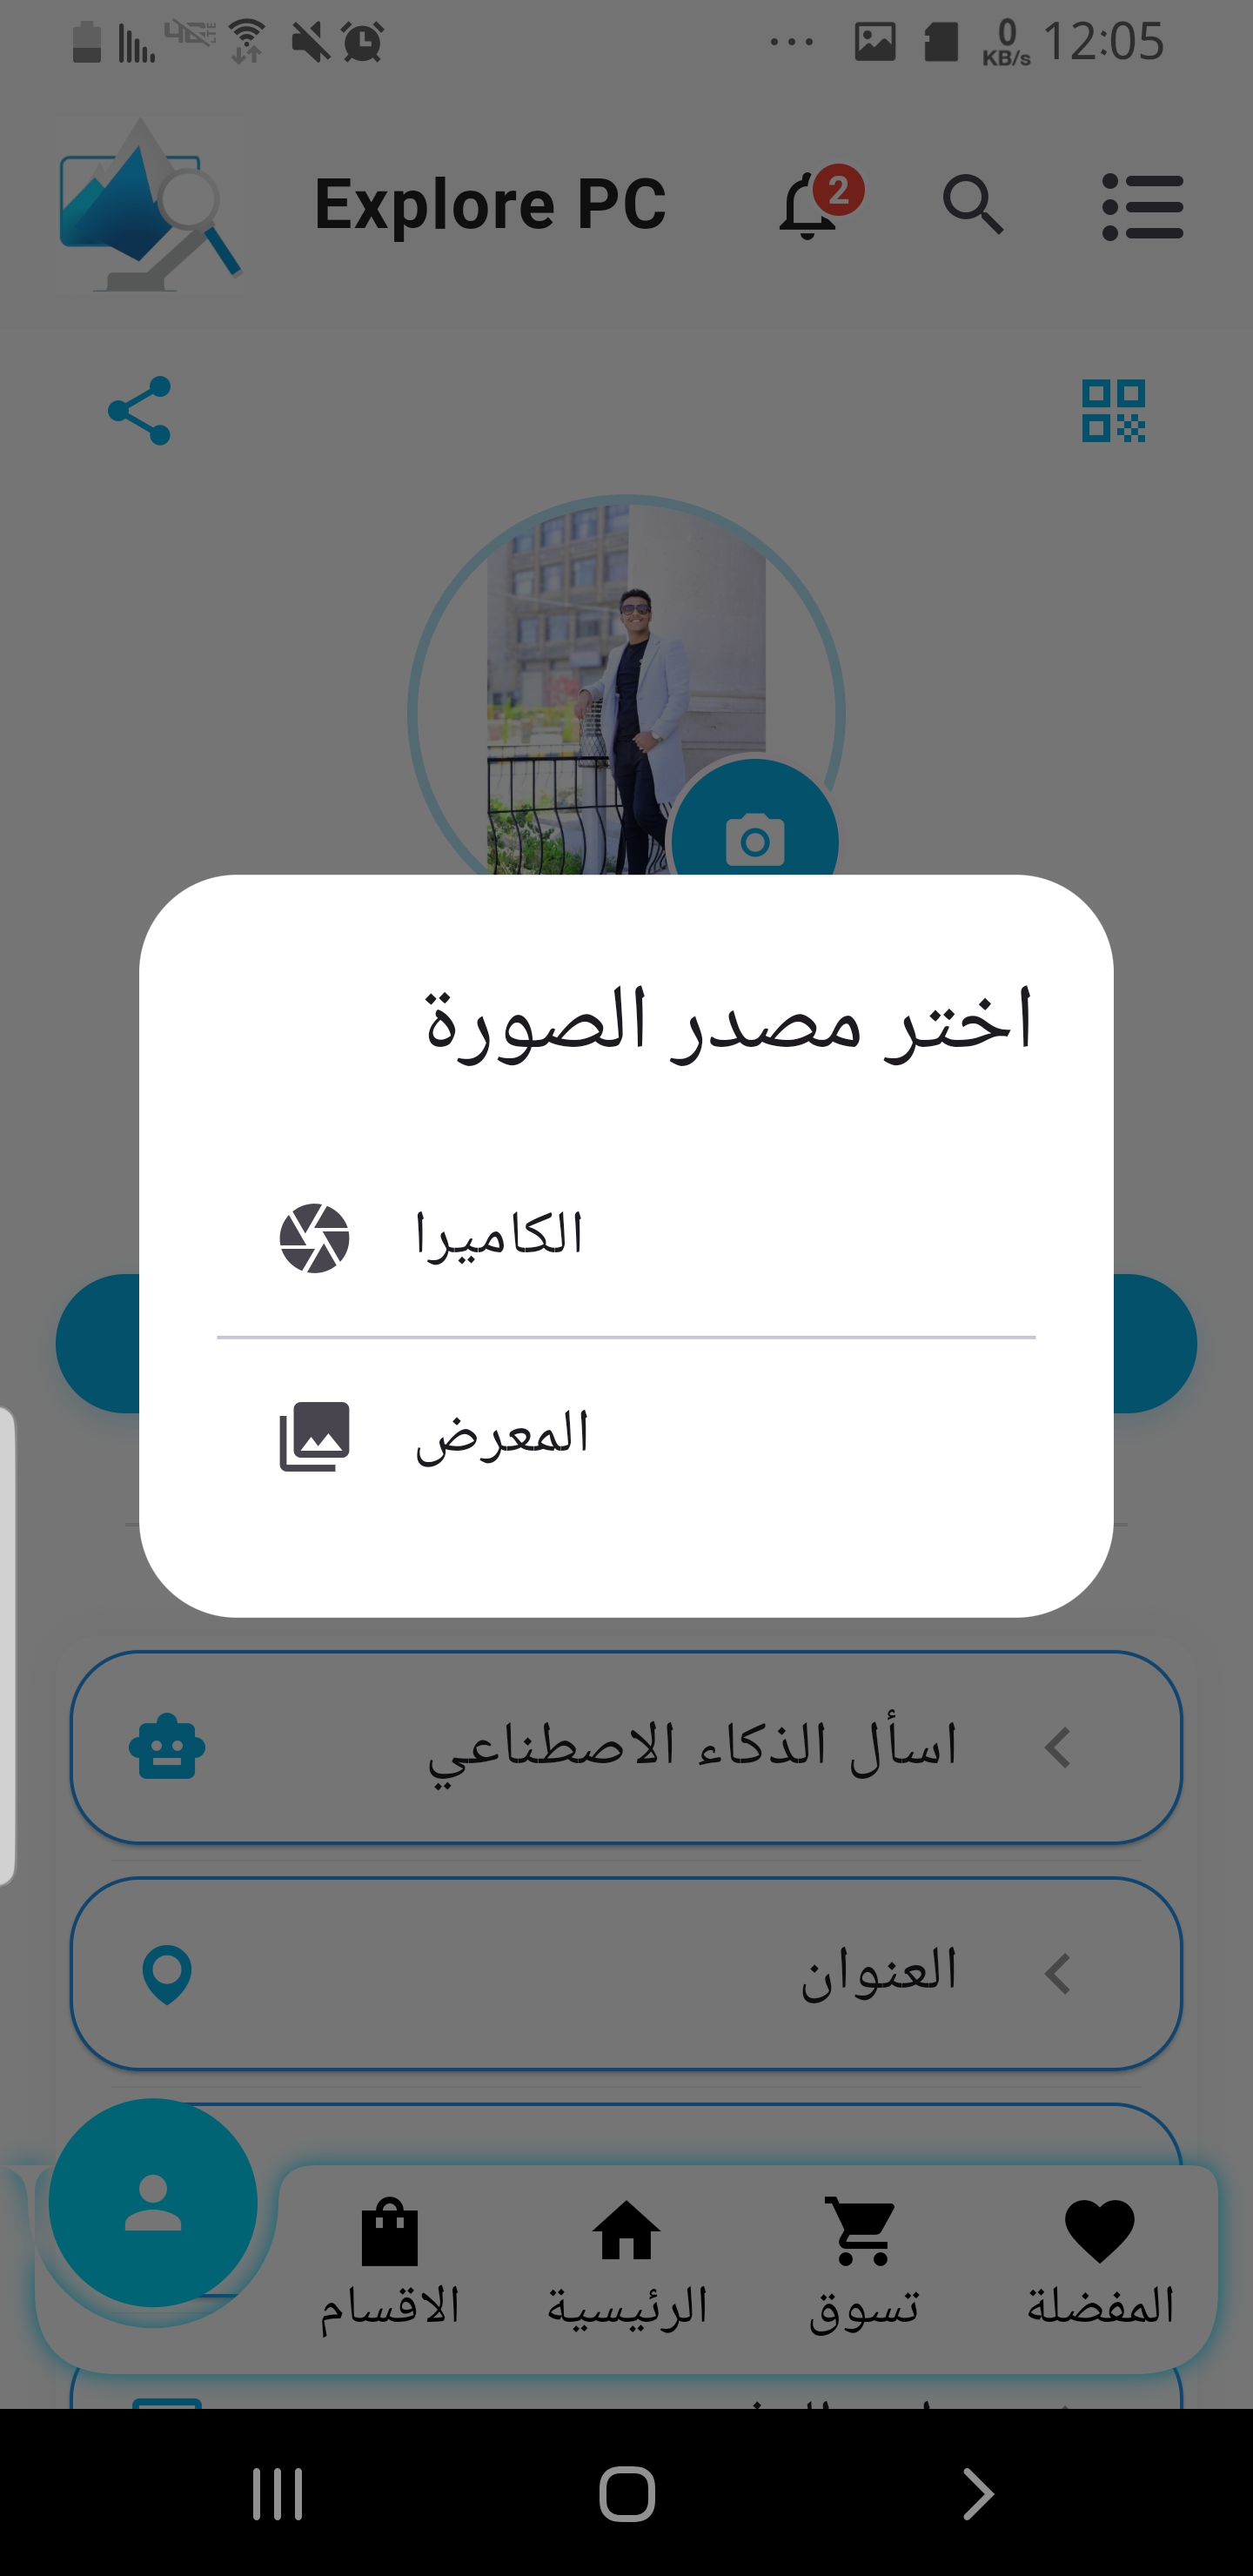 4G LTE
0 KB/s 12:05
Explore PC
2
اختر مصدر الصورة
الكاميرا
المعرض
اسأل الذكاء الاصطناعي
العنوان
المفضلة
تسوق
الرئيسية
الاقسام